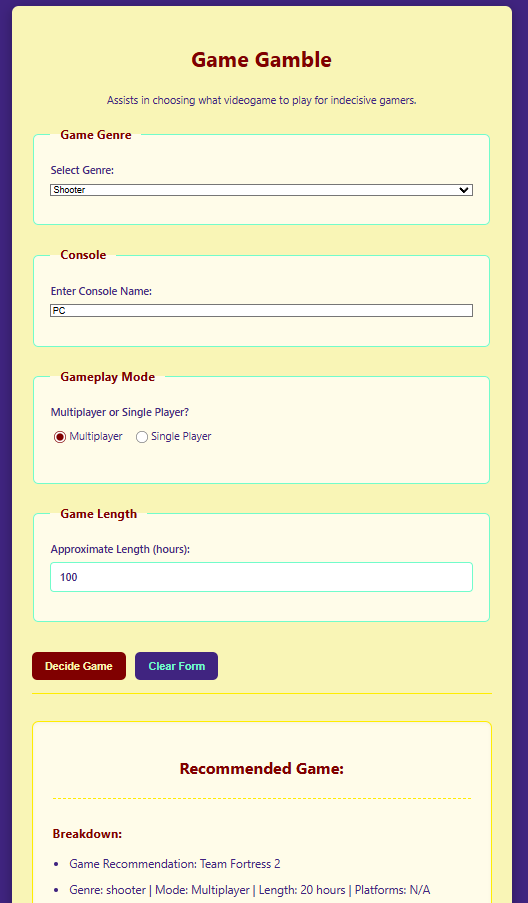 Game Gamble
Assists in choosing what videogame to play for indecisive gamers.
Game Genre
Select Genre:
Shooter
Console
Enter Console Name:
PC
Gameplay Mode
Multiplayer or Single Player?
Multiplayer Single Player
Game Length
Approximate Length (hours):
100
Decide Game Clear Form
Recommended Game:
Breakdown:
• Game Recommendation: Team Fortress 2
• Genre: shooter | Mode: Multiplayer | Length: 20 hours | Platforms: N/A